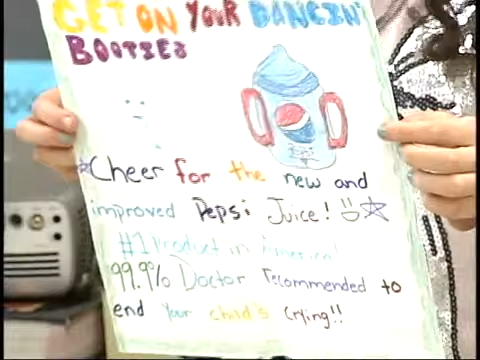 GET ON YOUR DANCIN'
BOOTIES
Cheer for the new and
improved Pepsi Juice!
#1 Product in America!
99.9% Doctor recommended to
end your child's crying!!